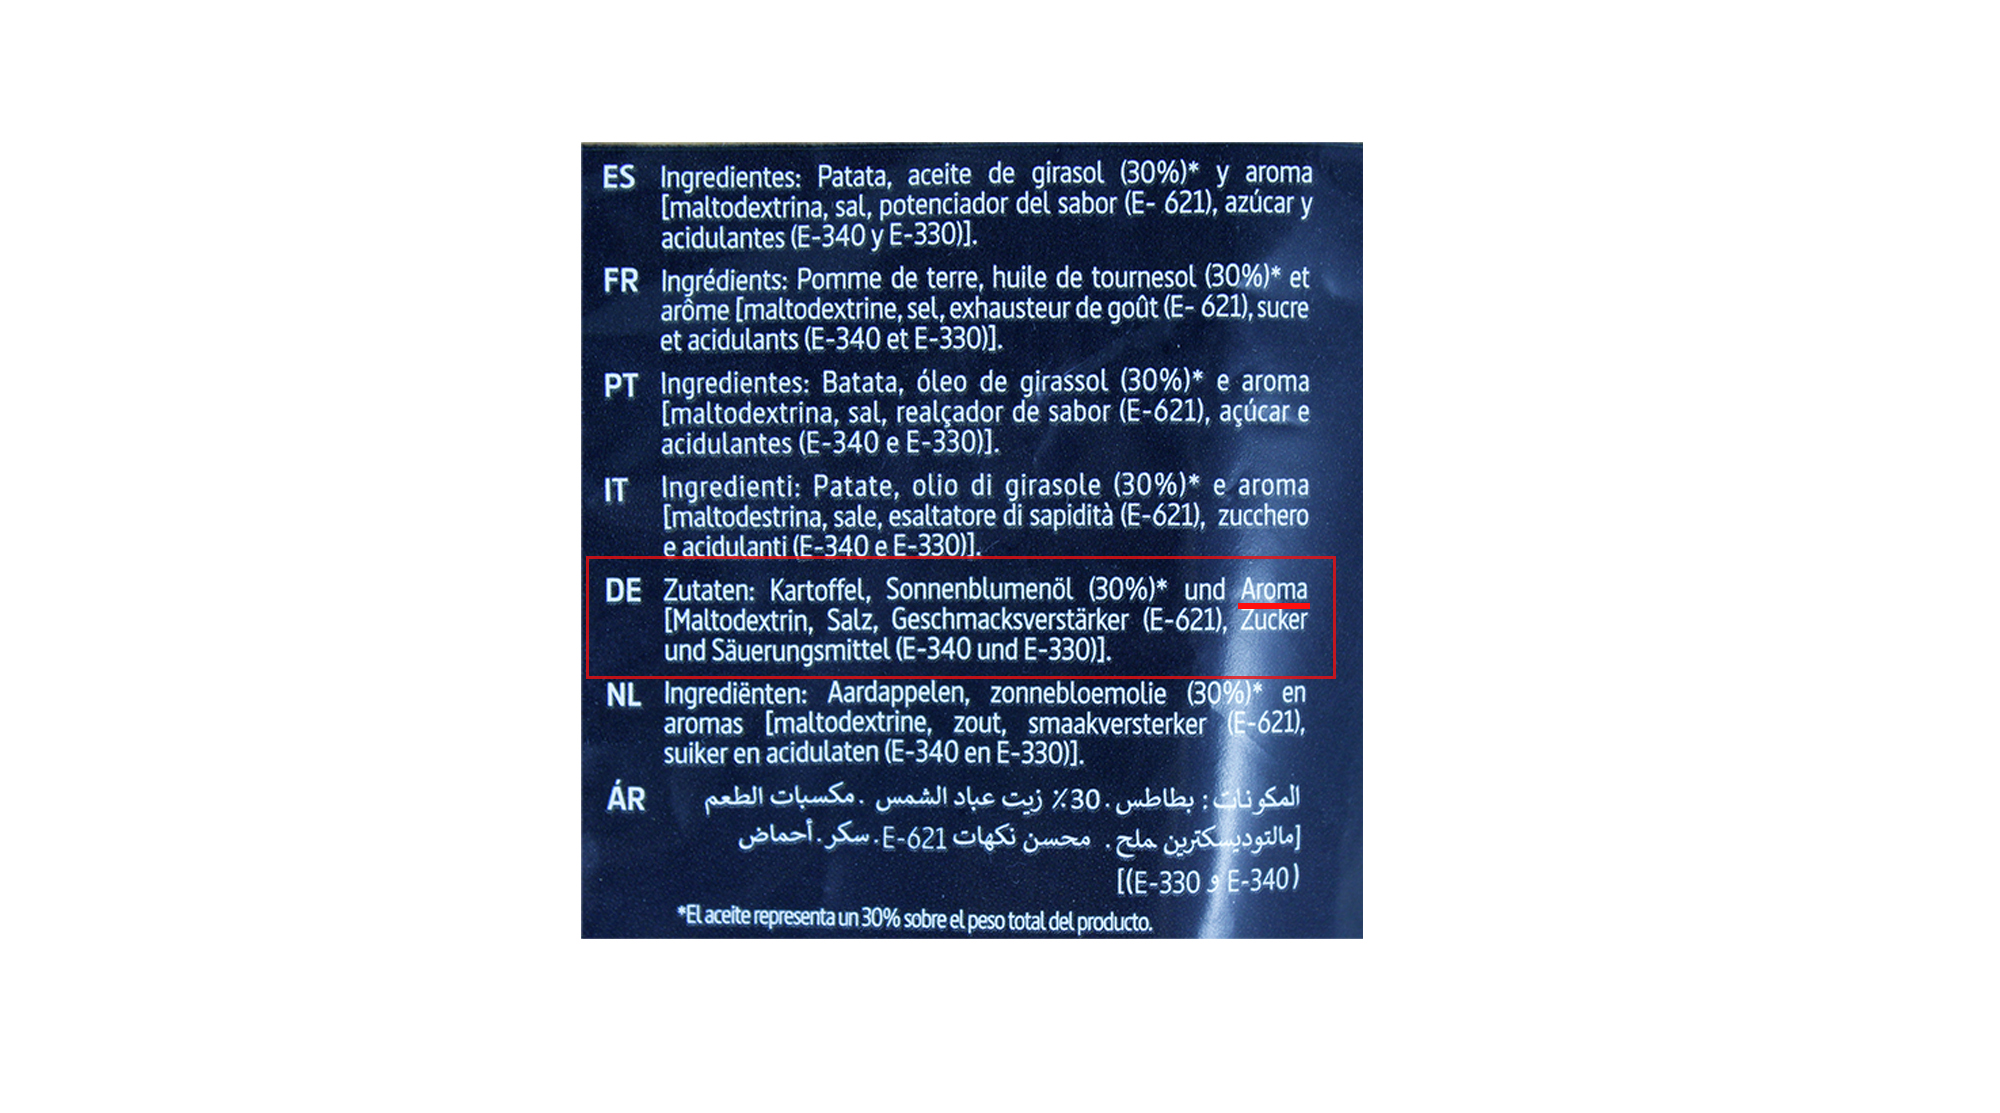 ES Ingredientes: Patata, aceite de girasol (30%)* y aroma
[maltodextrina, sal, potenciador del sabor (E- 621), azúcar y
acidulantes (E-340 y E-330)].
FR Ingrédients: Pomme de terre, huile de tournesol (30%)* et
arôme [maltodextrine, sel, exhausteur de goût (E- 621), sucre
et acidulants (E-340 et E-330)].
PT Ingredientes: Batata, óleo de girassol (30%)* e aroma
[maltodextrina, sal, realçador de sabor (E-621), açúcar e
acidulantes (E-340 e E-330)].
IT Ingredienti: Patate, olio di girasole (30%)* e aroma
[maltodestrina, sale, esaltatore di sapidità (E-621), zucchero
e acidulanti (E-340 e E-330)].
DE Zutaten: Kartoffel, Sonnenblumenöl (30%)* und Aroma
[Maltodextrin, Salz, Geschmacksverstärker (E-621), Zucker
und Säuerungsmittel (E-340 und E-330)].
NL Ingrediënten: Aardappelen, zonnebloemolie (30%)* en
aromas [maltodextrine, zout, smaakversterker (E-621),
suiker en acidulaten (E-340 en E-330)].
ÁR المكونات: بطاطس. 30٪ زيت عباد الشمس. مكسبات الطعم
[مالتوديسكترين ملح. محسن نكهات E-621. سكر. أحماض
(E-340 و E-330)]
*El aceite representa un 30% sobre el peso total del producto.